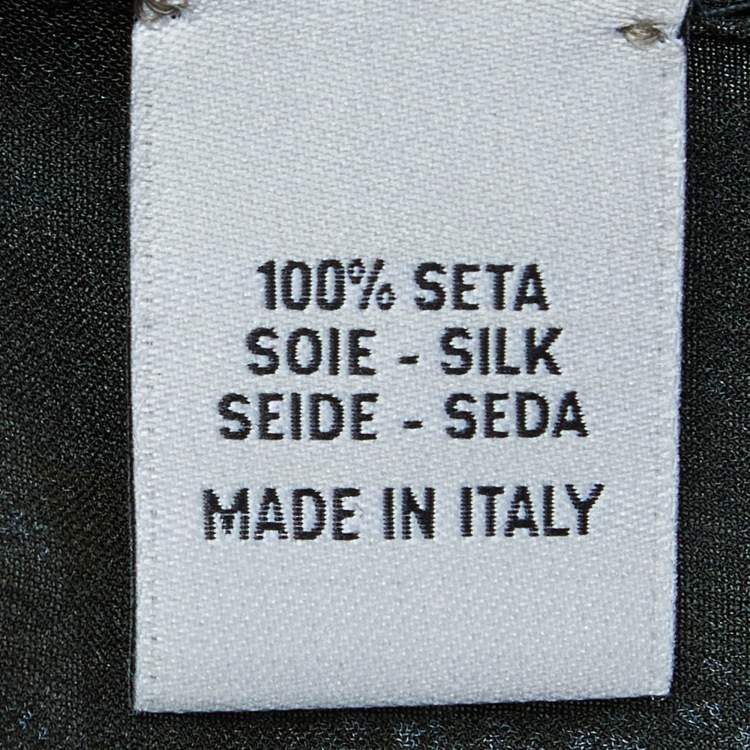 100% SETA
SOIE - SILK
SEIDE - SEDA
MADE IN ITALY